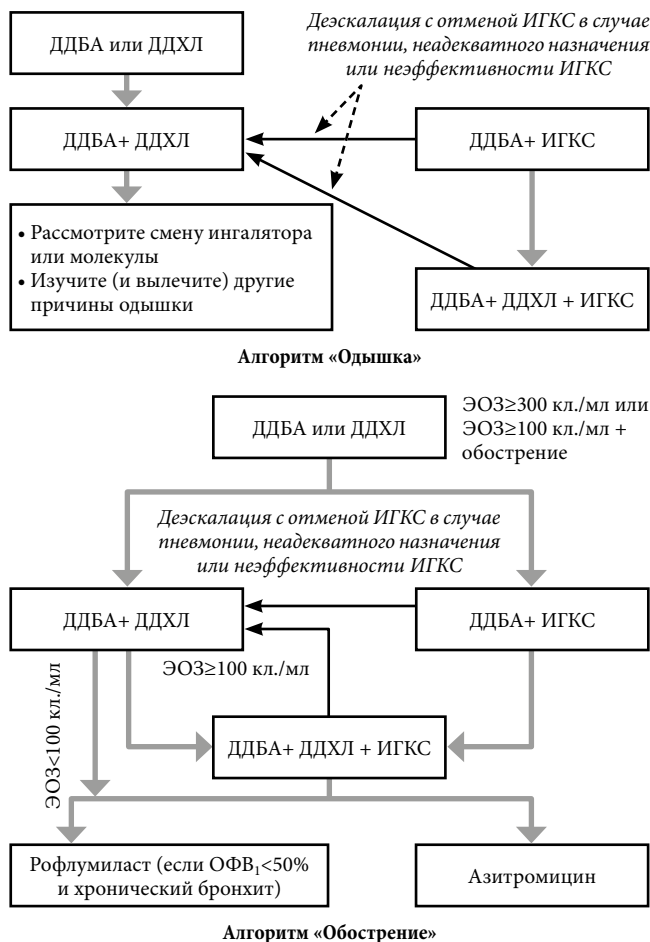 Деэскалация с отменой ИГКС в случае
пневмонии, неадекватного назначения
или неэффективности ИГКС
ДДБА или ДДХЛ
ДДБА+ ДДХЛ
ДДБА+ ИГКС
• Рассмотрите смену ингалятора
или молекулы
• Изучите (и вылечите) другие
причины одышки
ДДБА+ ДДХЛ + ИГКС
Алгоритм «Одышка»
ДДБА или ДДХЛ
ЭОЗ≥300 кл./мл или
ЭОЗ≥100 кл./мл +
обострение
Деэскалация с отменой ИГКС в случае
пневмонии, неадекватного назначения
или неэффективности ИГКС
ДДБА+ ДДХЛ
ДДБА+ ИГКС
ЭОЗ<100 кл./мл
ЭОЗ≥100 кл./мл
ДДБА+ ДДХЛ + ИГКС
Рофлумиласт (если ОФВ₁<50%
и хронический бронхит)
Азитромицин
Алгоритм «Обострение»